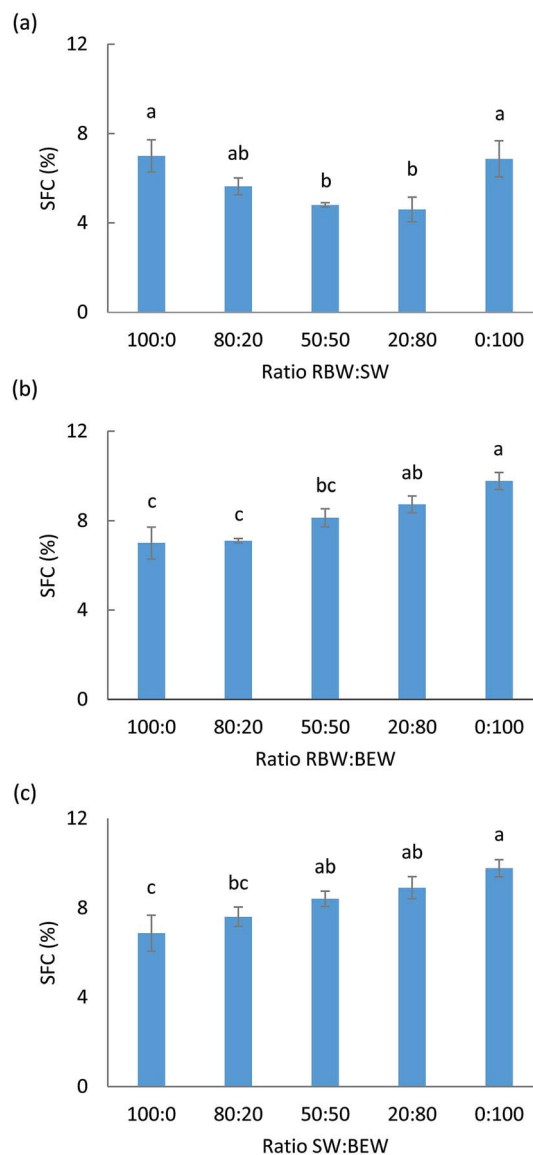 (a)
12
8
4
0
SFC (%)
a
ab
b
b
a
100:0 80:20 50:50 20:80 0:100
Ratio RBW:SW
(b)
12
8
4
0
SFC (%)
c
c
bc
ab
a
100:0 80:20 50:50 20:80 0:100
Ratio RBW:BEW
(c)
12
8
4
0
SFC (%)
c
bc
ab
ab
a
100:0 80:20 50:50 20:80 0:100
Ratio SW:BEW